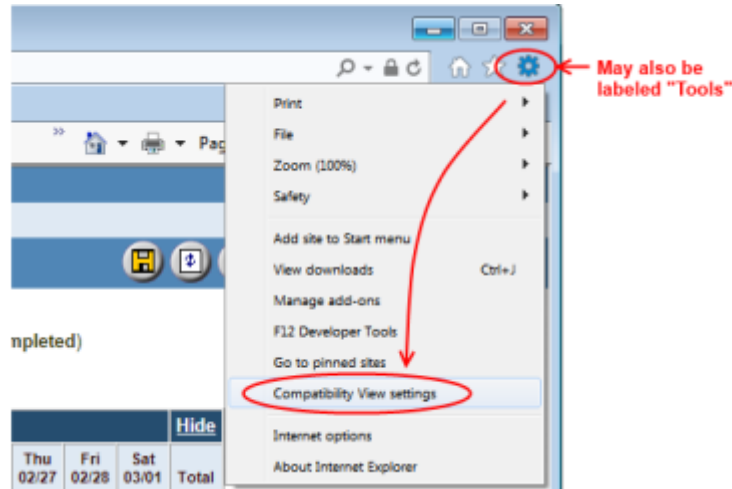 May also be
labeled "Tools"
Print
File
» Pag
Zoom (100%)
Safety
Add site to Start menu
View downloads Ctrl+J
Manage add-ons
F12 Developer Tools
mpleted)
Go to pinned sites
Compatibility View settings
Hide
Internet options
Thu Fri Sat
02/27 02/28 03/01 Total
About Internet Explorer